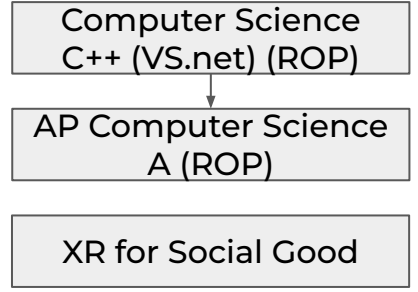 Computer Science
C++ (VS.net) (ROP)
AP Computer Science
A (ROP)
XR for Social Good